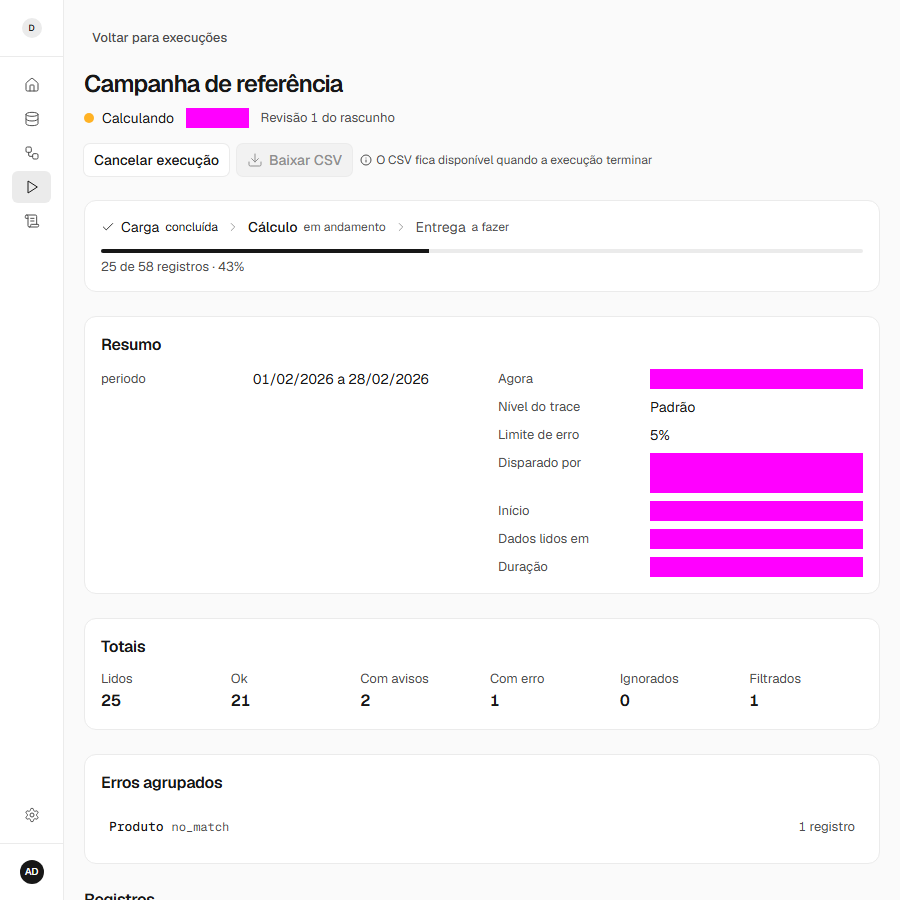 D
Voltar para execuções
Campanha de referência
Calculando
Revisão 1 do rascunho
Cancelar execução
Baixar CSV
O CSV fica disponível quando a execução terminar
Carga concluída
Cálculo em andamento
Entrega a fazer
25 de 58 registros · 43%
Resumo
periodo
01/02/2026 a 28/02/2026
Agora
Nível do trace
Padrão
Limite de erro
5%
Disparado por
Início
Dados lidos em
Duração
Totais
Lidos
Ok
Com avisos
Com erro
Ignorados
Filtrados
25
21
2
1
0
1
Erros agrupados
Produto no_match
1 registro
AD
Registros